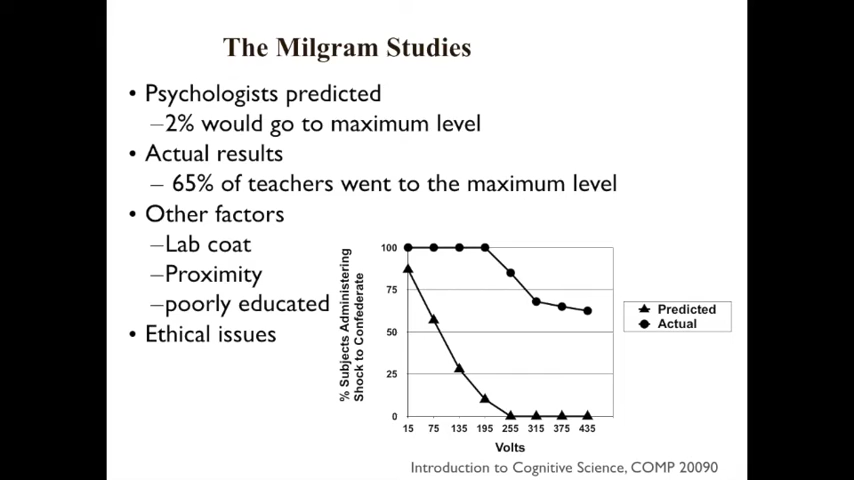 The Milgram Studies
• Psychologists predicted
–2% would go to maximum level
• Actual results
– 65% of teachers went to the maximum level
• Other factors
–Lab coat
–Proximity
–poorly educated
• Ethical issues
% Subjects Administering
Shock to Confederate
100
75
50
25
0
15 75 135 195 255 315 375 435
Volts
Predicted
Actual
Introduction to Cognitive Science, COMP 20090